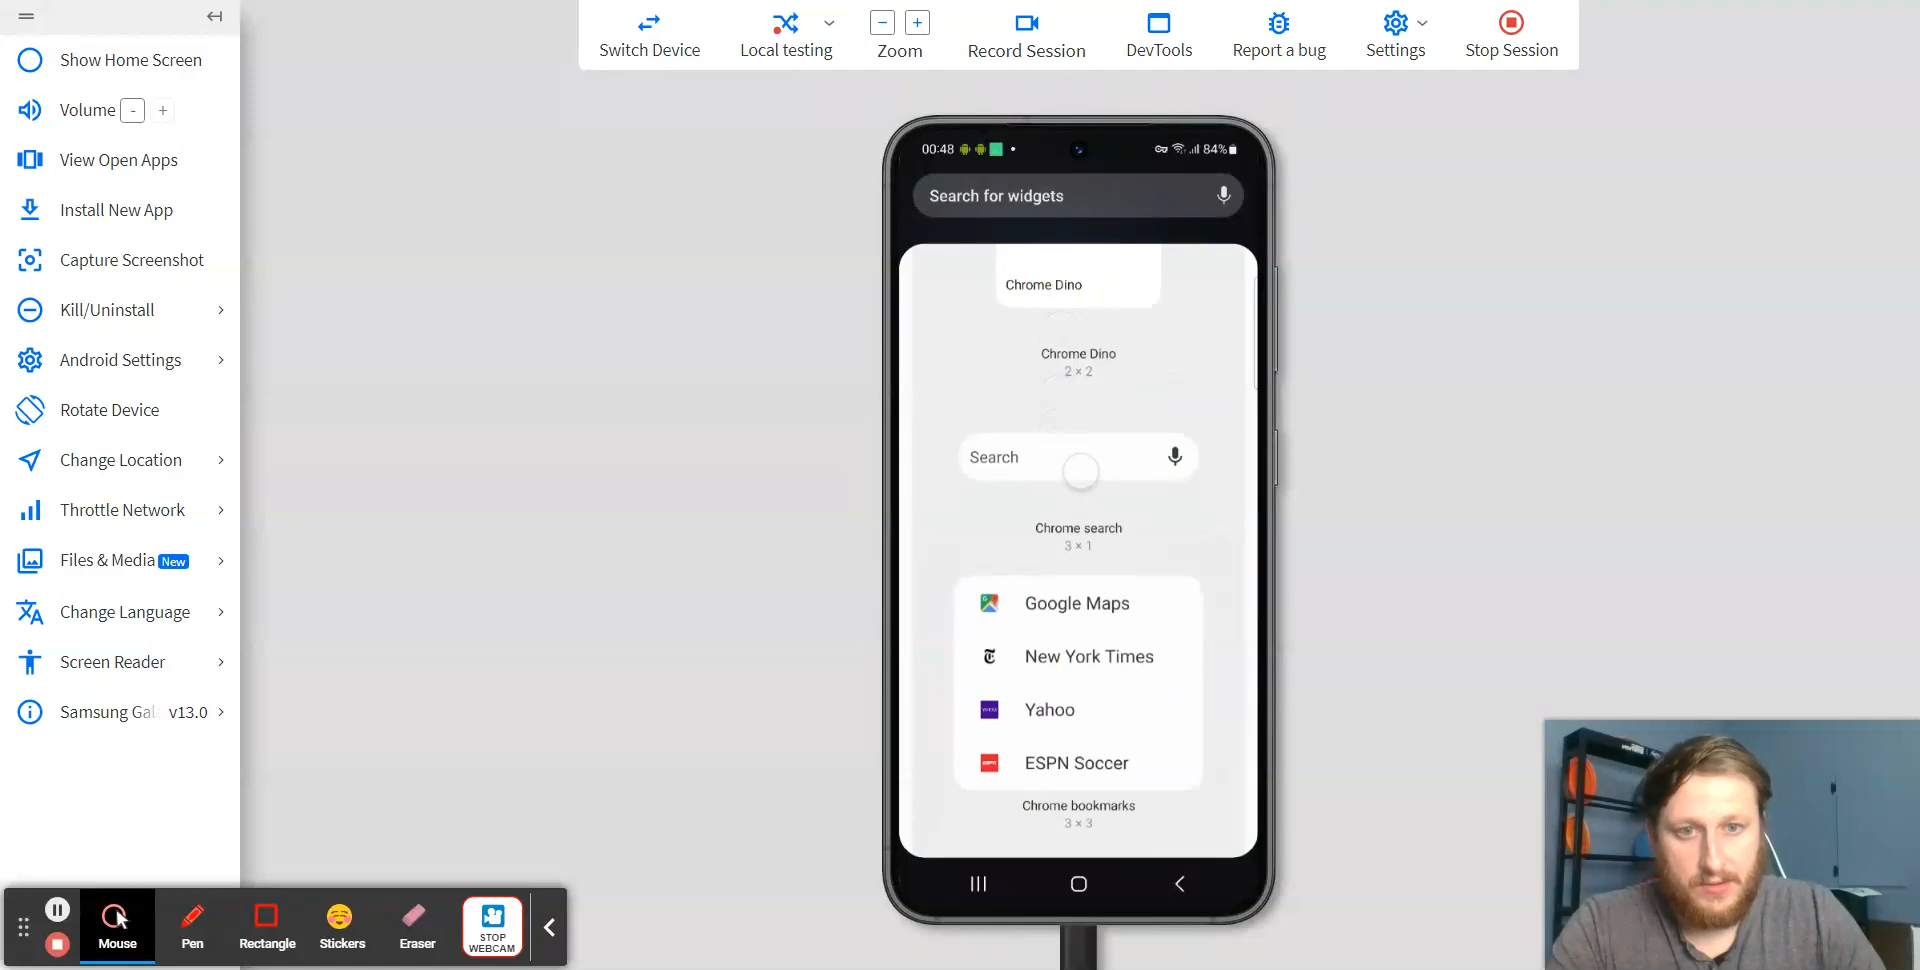 Show Home Screen
Volume - +
View Open Apps
Install New App
Capture Screenshot
Kill/Uninstall
Android Settings
Rotate Device
Change Location
Throttle Network
Files & Media New
Change Language
Screen Reader
Samsung Gal v13.0
Switch Device
Local testing
Zoom
Record Session
DevTools
Report a bug
Settings
Stop Session
00:48 84%
Search for widgets
Chrome Dino
Chrome Dino
2 × 2
Search
Chrome search
3 × 1
Google Maps
New York Times
Yahoo
ESPN Soccer
Chrome bookmarks
3 × 3
Mouse
Pen
Rectangle
Stickers
Eraser
STOP
WEBCAM